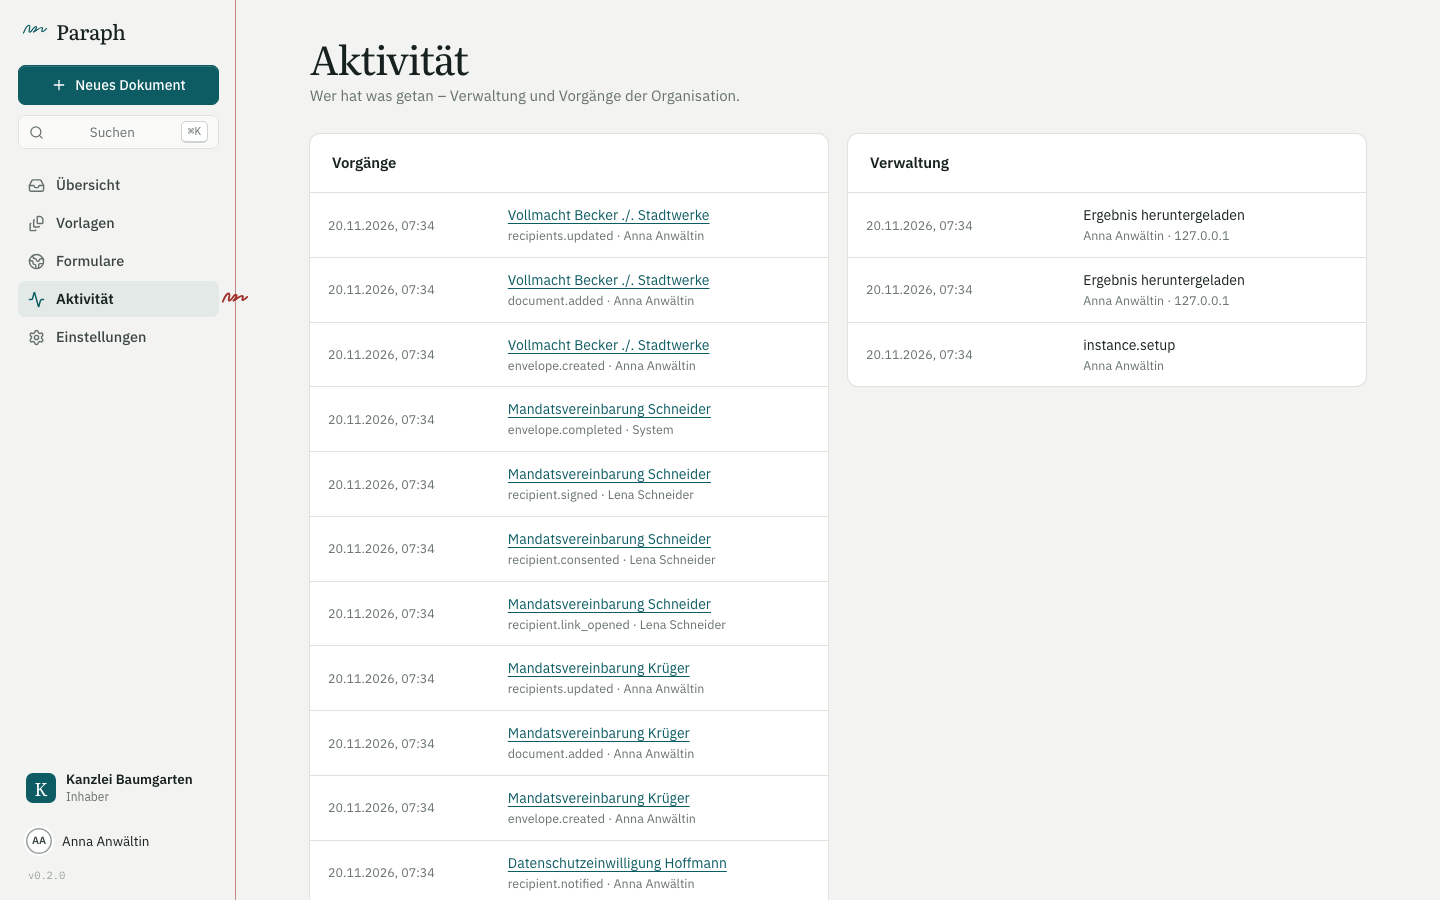 Paraph
Neues Dokument
Suchen ⌘K
Übersicht
Vorlagen
Formulare
Aktivität
Einstellungen
Kanzlei Baumgarten
K
Inhaber
AA Anna Anwältin
v0.2.0
Aktivität
Wer hat was getan – Verwaltung und Vorgänge der Organisation.
Vorgänge
20.11.2026, 07:34
Vollmacht Becker ./. Stadtwerke
recipients.updated · Anna Anwältin
20.11.2026, 07:34
Vollmacht Becker ./. Stadtwerke
document.added · Anna Anwältin
20.11.2026, 07:34
Vollmacht Becker ./. Stadtwerke
envelope.created · Anna Anwältin
20.11.2026, 07:34
Mandatsvereinbarung Schneider
envelope.completed · System
20.11.2026, 07:34
Mandatsvereinbarung Schneider
recipient.signed · Lena Schneider
20.11.2026, 07:34
Mandatsvereinbarung Schneider
recipient.consented · Lena Schneider
20.11.2026, 07:34
Mandatsvereinbarung Schneider
recipient.link_opened · Lena Schneider
20.11.2026, 07:34
Mandatsvereinbarung Krüger
recipients.updated · Anna Anwältin
20.11.2026, 07:34
Mandatsvereinbarung Krüger
document.added · Anna Anwältin
20.11.2026, 07:34
Mandatsvereinbarung Krüger
envelope.created · Anna Anwältin
20.11.2026, 07:34
Datenschutzeinwilligung Hoffmann
recipient.notified · Anna Anwältin
Verwaltung
20.11.2026, 07:34
Ergebnis heruntergeladen
Anna Anwältin · 127.0.0.1
20.11.2026, 07:34
Ergebnis heruntergeladen
Anna Anwältin · 127.0.0.1
20.11.2026, 07:34
instance.setup
Anna Anwältin